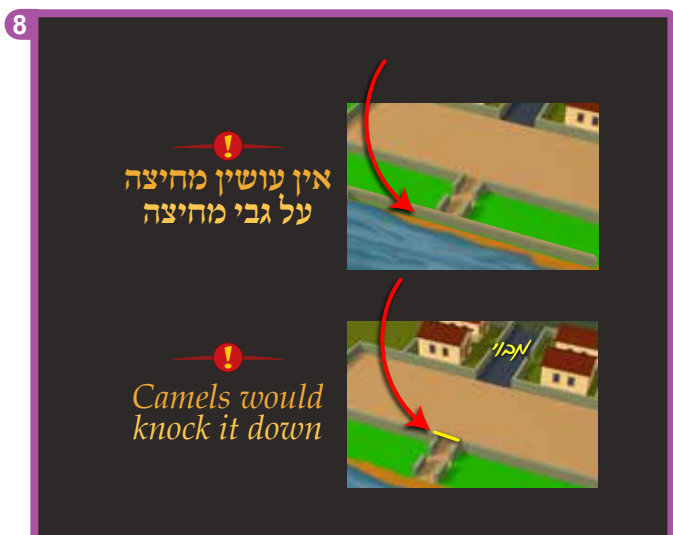 8
!
אין עושין מחיצה
על גבי מחיצה
!
Camels would
knock it down
מבוי